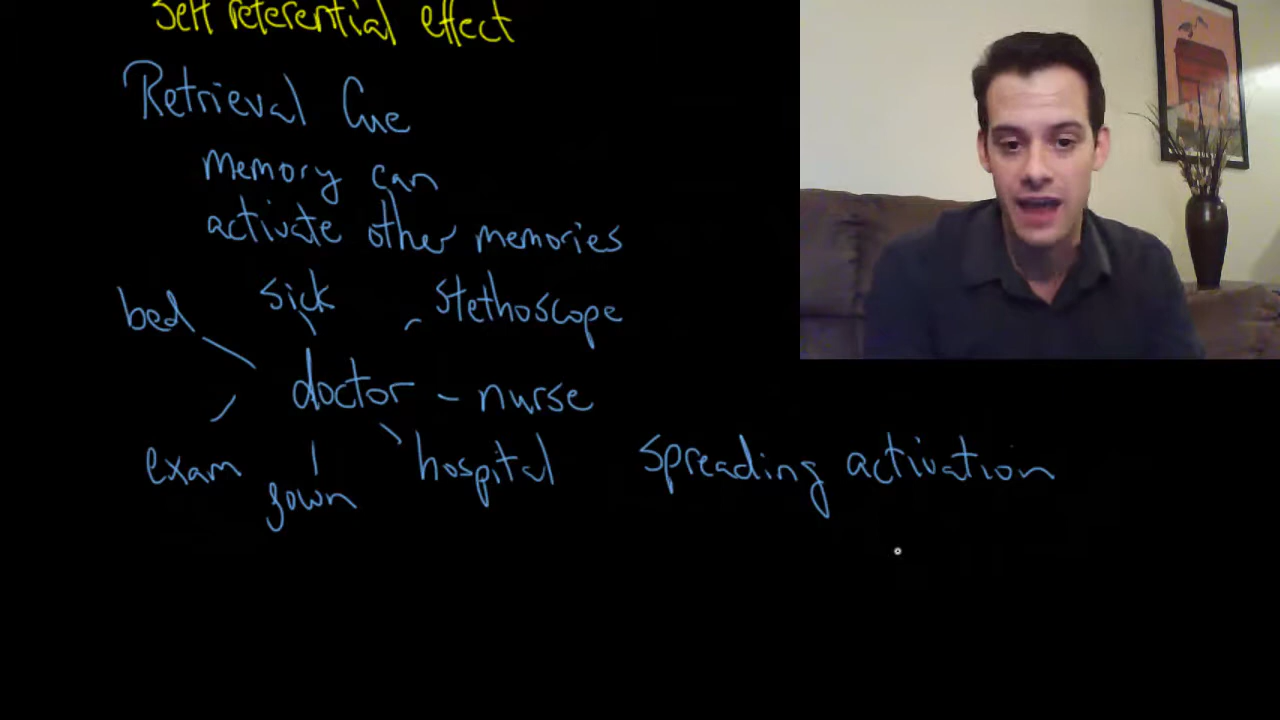 Self referential effect
Retrieval Cue
memory can
activate other memories
bed sick stethoscope
doctor - nurse
exam gown hospital spreading activation